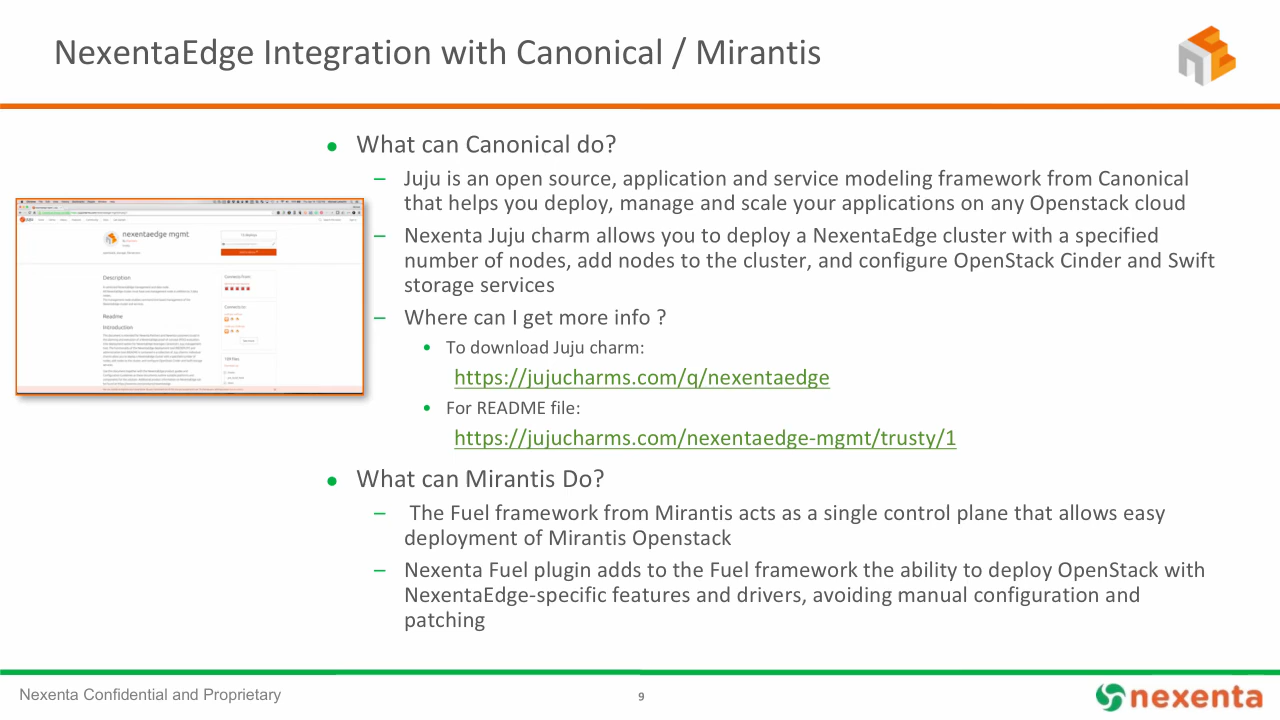 NexentaEdge Integration with Canonical / Mirantis
● What can Canonical do?
– Juju is an open source, application and service modeling framework from Canonical
that helps you deploy, manage and scale your applications on any Openstack cloud
– Nexenta Juju charm allows you to deploy a NexentaEdge cluster with a specified
number of nodes, add nodes to the cluster, and configure OpenStack Cinder and Swift
storage services
– Where can I get more info ?
• To download Juju charm:
https://jujucharms.com/q/nexentaedge
• For README file:
https://jujucharms.com/nexentaedge-mgmt/trusty/1
● What can Mirantis Do?
– The Fuel framework from Mirantis acts as a single control plane that allows easy
deployment of Mirantis Openstack
– Nexenta Fuel plugin adds to the Fuel framework the ability to deploy OpenStack with
NexentaEdge-specific features and drivers, avoiding manual configuration and
patching
nexentaedge mgmt
Description
Readme
Introduction
Nexenta Confidential and Proprietary
9
nexenta